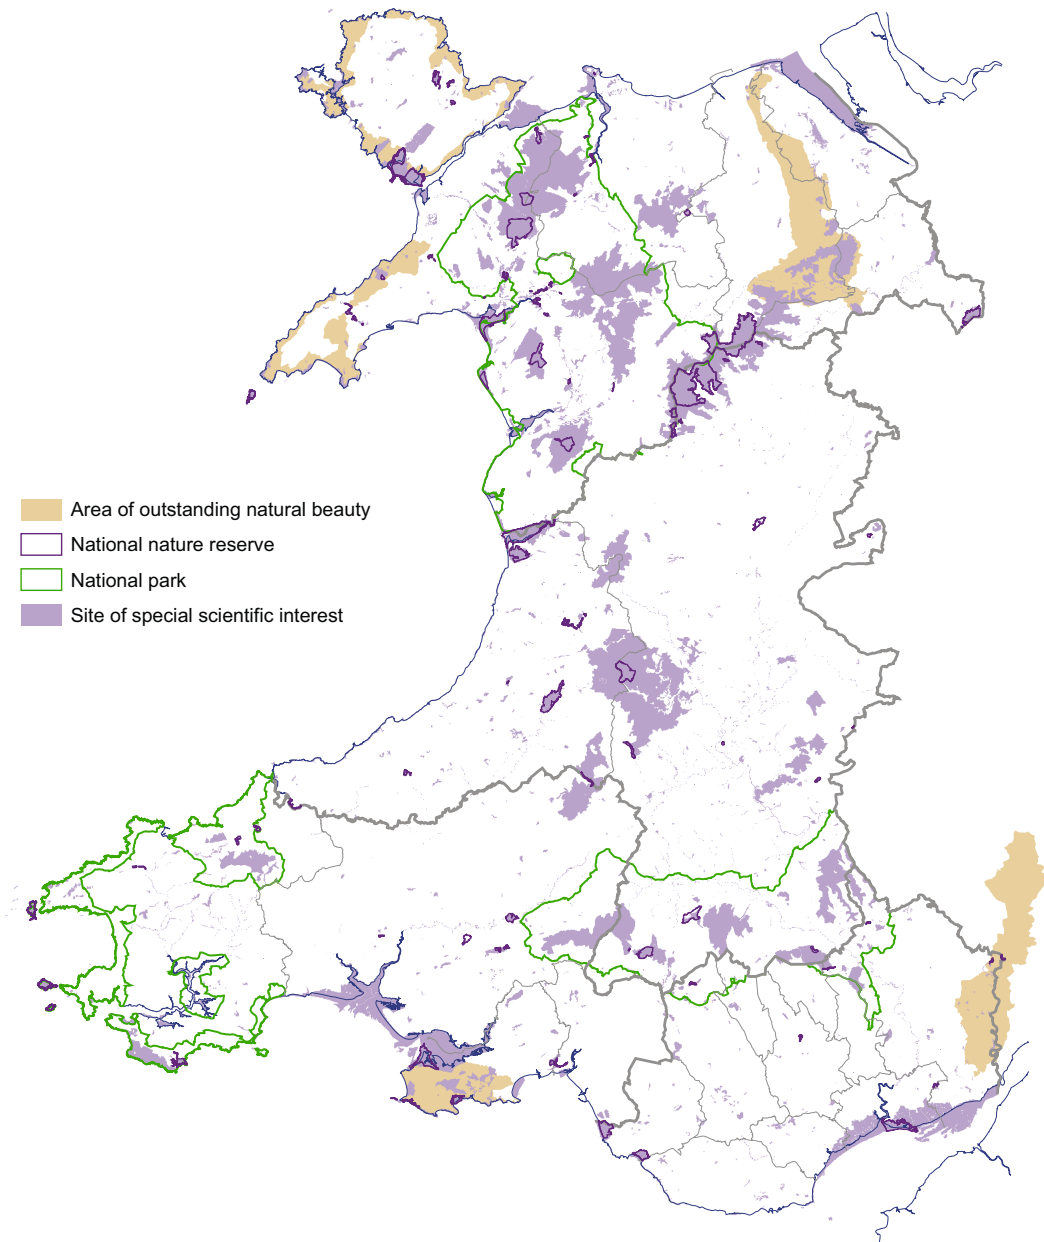 Area of outstanding natural beauty
National nature reserve
National park
Site of special scientific interest